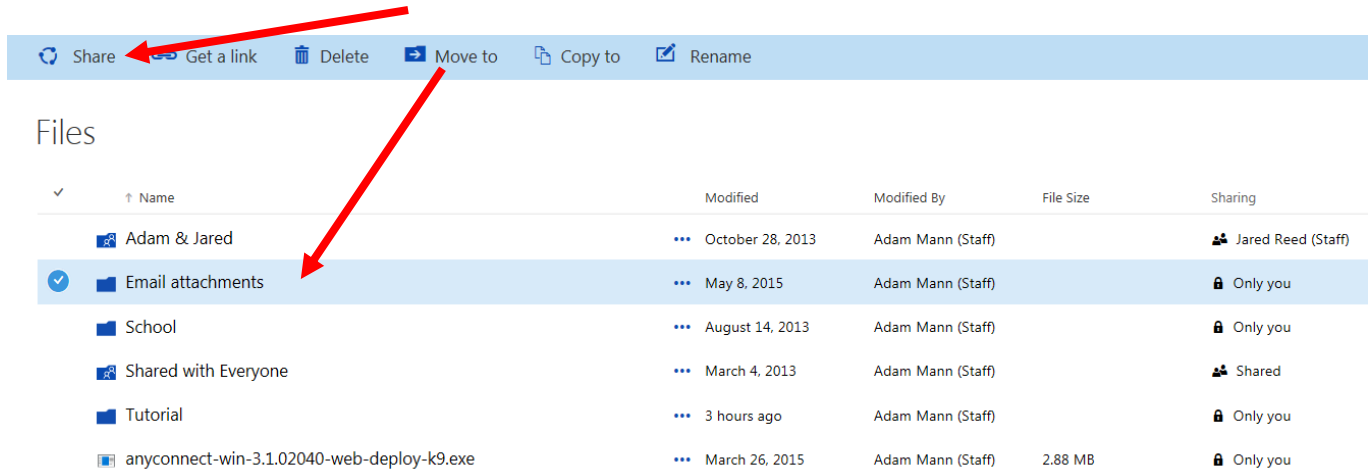 Share Get a link Delete Move to Copy to Rename
Files
Name Modified Modified By File Size Sharing
Adam & Jared ••• October 28, 2013 Adam Mann (Staff) Jared Reed (Staff)
Email attachments ••• May 8, 2015 Adam Mann (Staff) Only you
School ••• August 14, 2013 Adam Mann (Staff) Only you
Shared with Everyone ••• March 4, 2013 Adam Mann (Staff) Shared
Tutorial ••• 3 hours ago Adam Mann (Staff) Only you
anyconnect-win-3.1.02040-web-deploy-k9.exe ••• March 26, 2015 Adam Mann (Staff) 2.88 MB Only you